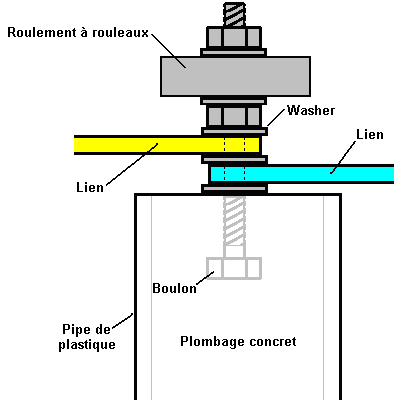 Roulement à rouleaux
Washer
Lien
Lien
Boulon
Pipe de
plastique
Plombage concret